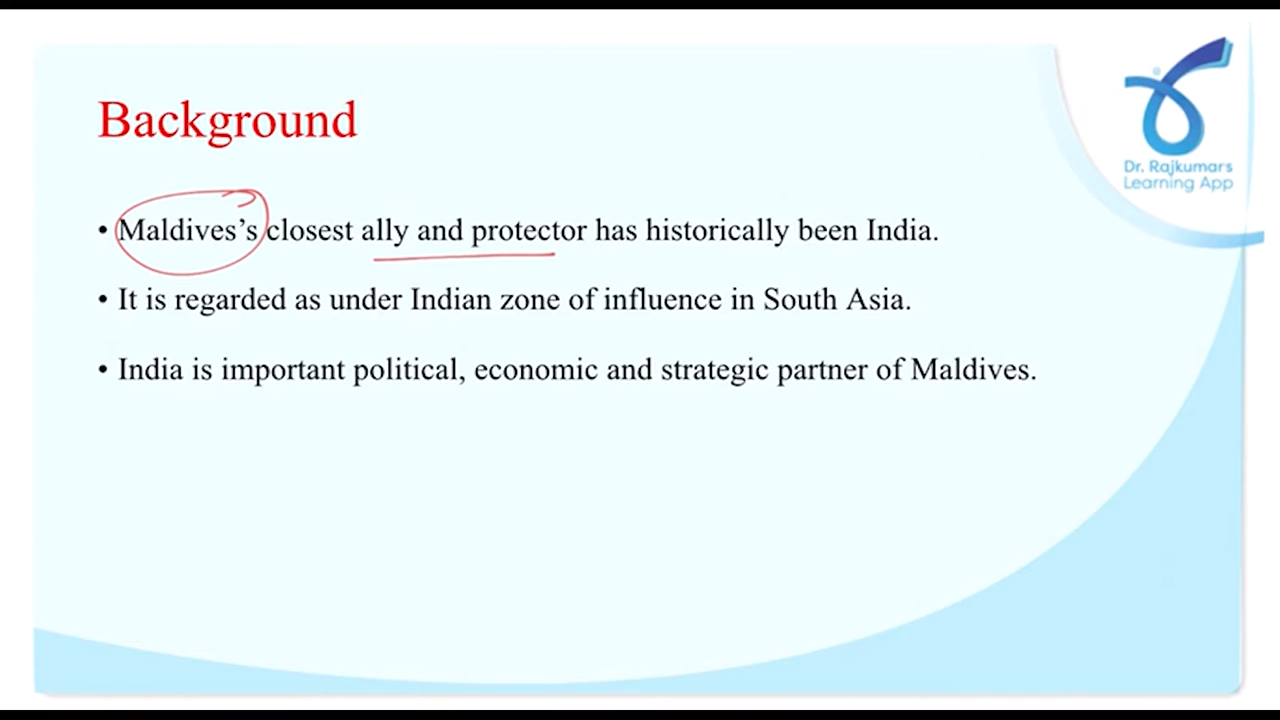 Background
• Maldives’s closest ally and protector has historically been India.
• It is regarded as under Indian zone of influence in South Asia.
• India is important political, economic and strategic partner of Maldives.
Dr. Rajkumar's
Learning App